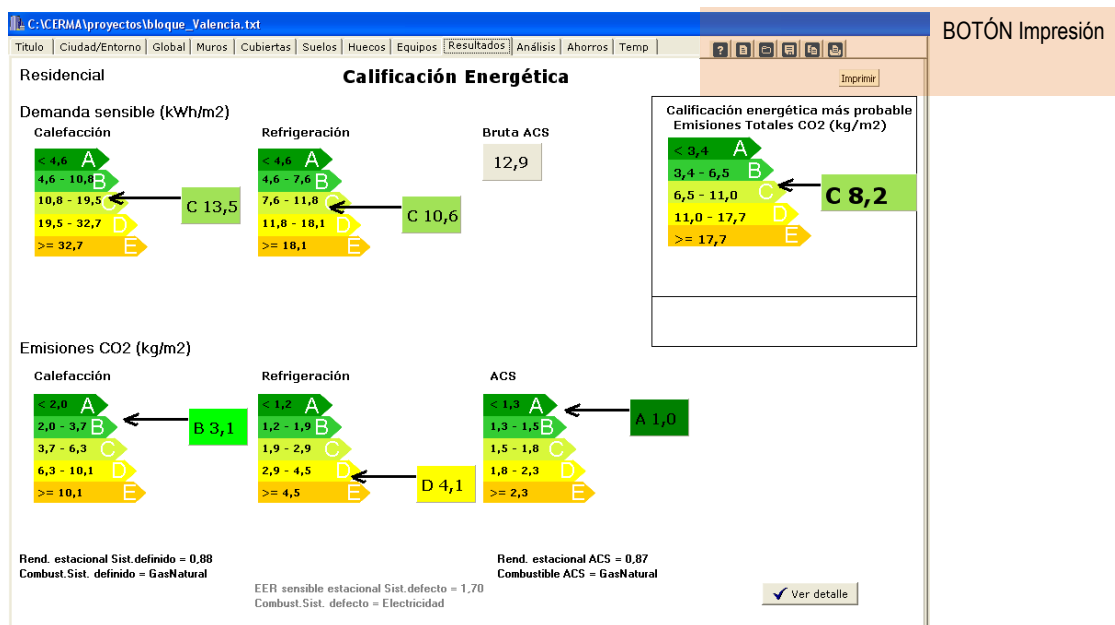 C:\CERMA\proyectos\bloque_Valencia.txt
BOTÓN Impresión
Titulo Ciudad/Entorno Global Muros Cubiertas Suelos Huecos Equipos Resultados Análisis Ahorros Temp ?
Residencial
Calificación Energética
Imprimir
Demanda sensible (kWh/m2)
Calefacción
< 4,6 A
4,6 - 10,8 B
10,8 - 19,5 C
19,5 - 32,7 D
>= 32,7 E
C 13,5
Refrigeración
< 4,6 A
4,6 - 7,6 B
7,6 - 11,8 C
11,8 - 18,1 D
>= 18,1 E
C 10,6
Bruta ACS
12,9
Calificación energética más probable
Emisiones Totales CO2 (kg/m2)
< 3,4 A
3,4 - 6,5 B
6,5 - 11,0 C
11,0 - 17,7 D
>= 17,7 E
C 8,2
Emisiones CO2 (kg/m2)
Calefacción
< 2,0 A
2,0 - 3,7 B
3,7 - 6,3 C
6,3 - 10,1 D
>= 10,1 E
B 3,1
Refrigeración
< 1,2 A
1,2 - 1,9 B
1,9 - 2,9 C
2,9 - 4,5 D
>= 4,5 E
D 4,1
ACS
< 1,3 A
1,3 - 1,5 B
1,5 - 1,8 C
1,8 - 2,3 D
>= 2,3 E
A 1,0
Rend. estacional Sist.definido = 0,88
Combust.Sist. definido = GasNatural
EER sensible estacional Sist.defecto = 1,70
Combust.Sist. defecto = Electricidad
Rend. estacional ACS = 0,87
Combustible ACS = GasNatural
Ver detalle